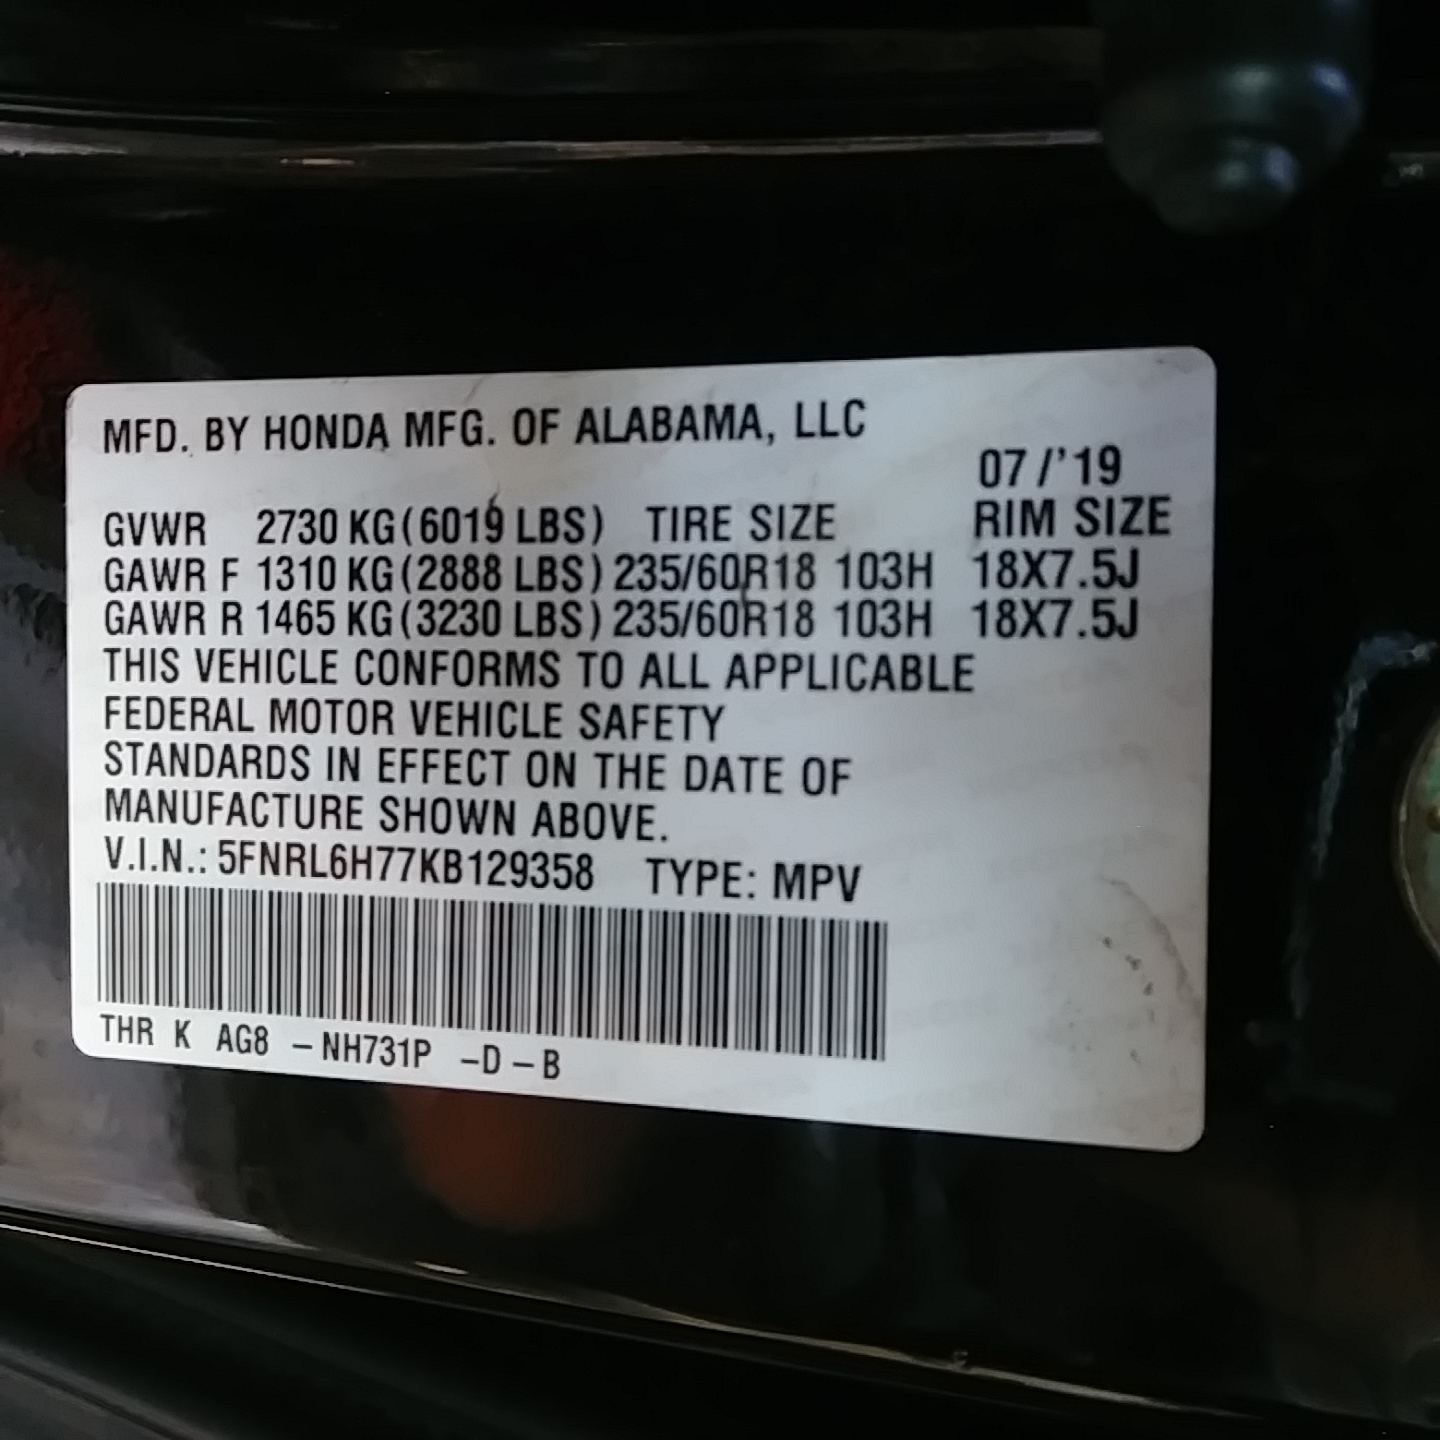 MFD. BY HONDA MFG. OF ALABAMA, LLC
07/'19
GVWR 2730 KG(6019 LBS) TIRE SIZE RIM SIZE
GAWR F 1310 KG(2888 LBS) 235/60R18 103H 18X7.5J
GAWR R 1465 KG(3230 LBS) 235/60R18 103H 18X7.5J
THIS VEHICLE CONFORMS TO ALL APPLICABLE
FEDERAL MOTOR VEHICLE SAFETY
STANDARDS IN EFFECT ON THE DATE OF
MANUFACTURE SHOWN ABOVE.
V.I.N.: 5FNRL6H77KB129358 TYPE: MPV
THR K AG8 -NH731P -D-B